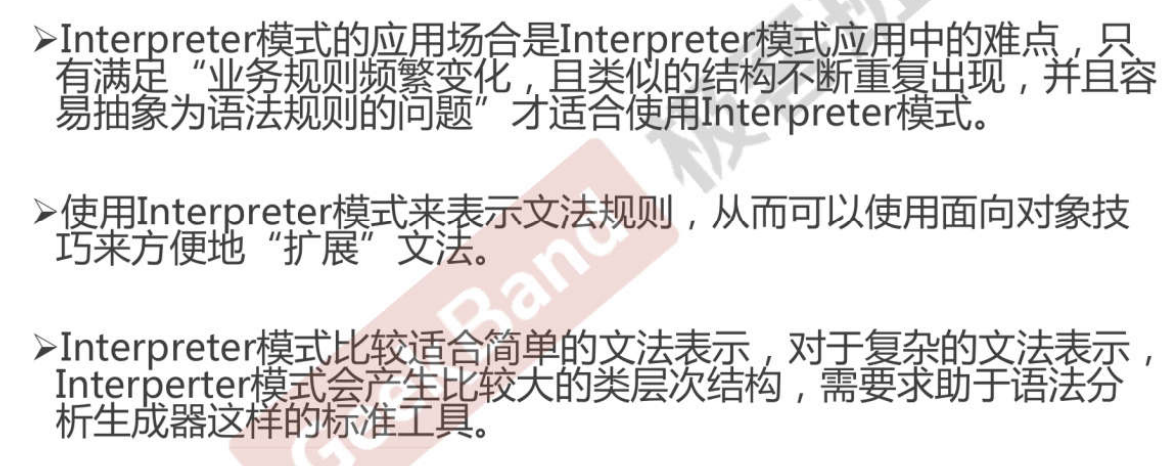 ➢Interpreter模式的应用场合是Interpreter模式应用中的难点，只
有满足“业务规则频繁变化，且类似的结构不断重复出现，并且容
易抽象为语法规则的问题”才适合使用Interpreter模式。
➢使用Interpreter模式来表示文法规则，从而可以使用面向对象技
巧来方便地“扩展”文法。
➢Interpreter模式比较适合简单的文法表示，对于复杂的文法表示，
Interperter模式会产生比较大的类层次结构，需要求助于语法分
析生成器这样的标准工具。
GeekBand
极客班